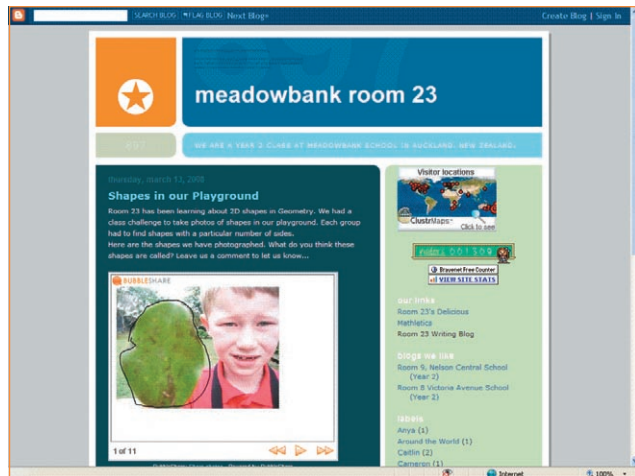 SEARCH BLOG FLAG BLOG Next Blog»
Create Blog | Sign In
897
meadowbank room 23
897
WE ARE A YEAR 2 CLASS AT MEADOWBANK SCHOOL IN AUCKLAND, NEW ZEALAND.
thursday, march 13, 2008
Shapes in our Playground
Room 23 has been learning about 2D shapes in Geometry. We had a
class challenge to take photos of shapes in our playground. Each group
had to find shapes with a particular number of sides.
Here are the shapes we have photographed. What do you think these
shapes are called? Leave us a comment to let us know...
BUBBLESHARE
1 of 11
Visitor locations
ClustrMaps™
Click to see
001309
Bravenet Free Counter
VIEW SITE STATS
our links
Room 23's Delicious
Mathletics
Room 23 Writing Blog
blogs we like
Room 9, Nelson Central School
(Year 2)
Room 8 Victoria Avenue School
(Year 2)
labels
Anya (1)
Around the World (1)
Caitlin (2)
Cameron (1)
Internet
100%